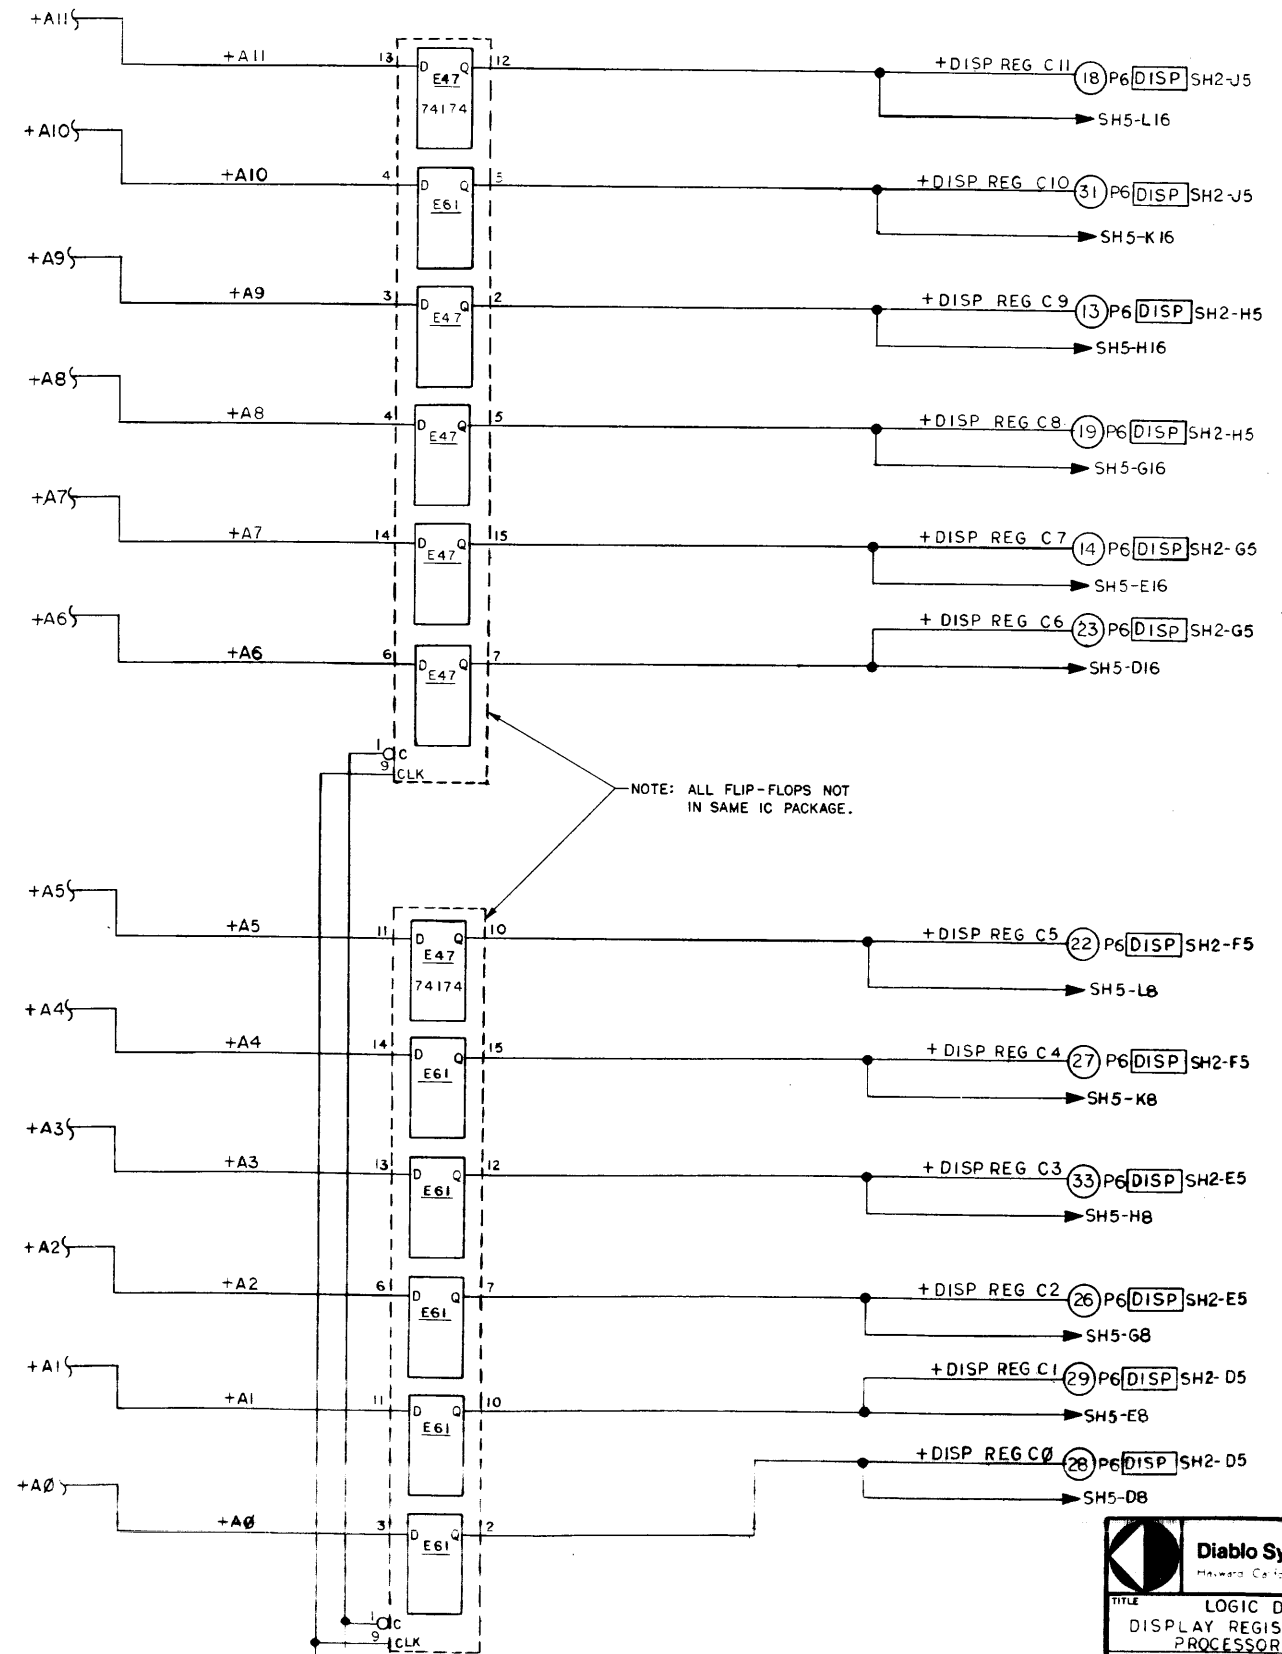 +A11
+A11 13 D Q 12 +DISP REG C11 18 P6 DISP SH2-J5
E47
74174
SH5-L16
+A10
+A10 4 D Q 5 +DISP REG C10 31 P6 DISP SH2-J5
E61
SH5-K16
+A9
+A9 3 D Q 2 +DISP REG C9 13 P6 DISP SH2-H5
E47
SH5-H16
+A8
+A8 4 D Q 5 +DISP REG C8 19 P6 DISP SH2-H5
E47
SH5-G16
+A7
+A7 14 D Q 15 +DISP REG C7 14 P6 DISP SH2-G5
E47
SH5-E16
+A6
+DISP REG C6 23 P6 DISP SH2-G5
+A6 6 D Q 7 SH5-D16
E47
1 C
9 CLK
NOTE: ALL FLIP-FLOPS NOT
IN SAME IC PACKAGE.
+A5
+A5 11 D Q 10 +DISP REG C5 22 P6 DISP SH2-F5
E47
74174
SH5-L8
+A4
+A4 14 D Q 15 +DISP REG C4 27 P6 DISP SH2-F5
E61
SH5-K8
+A3
+A3 13 D Q 12 +DISP REG C3 33 P6 DISP SH2-E5
E61
SH5-H8
+A2
+A2 6 D Q 7 +DISP REG C2 26 P6 DISP SH2-E5
E61
SH5-G8
+A1
+DISP REG C1 29 P6 DISP SH2-D5
+A1 11 D Q 10 SH5-E8
E61
+AØ
+DISP REG CØ 28 P6 DISP SH2-D5
SH5-D8
+AØ 3 D Q 2
E61
1 C
9 CLK
Diablo Sy
Hayward
TITLE
LOGIC D
DISPLAY REGIS
PROCESSOR